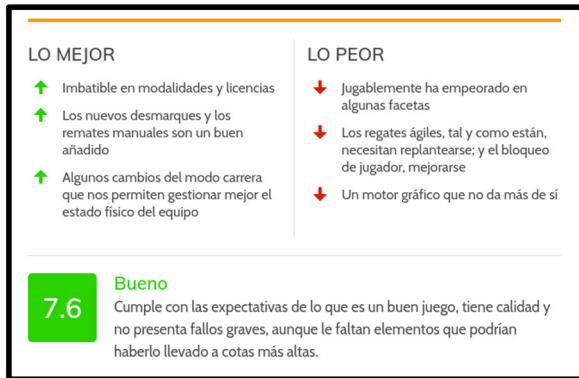 LO MEJOR
Imbatible en modalidades y licencias
Los nuevos desmarques y los
remates manuales son un buen
añadido
Algunos cambios del modo carrera
que nos permiten gestionar mejor el
estado físico del equipo
LO PEOR
Jugablemente ha empeorado en
algunas facetas
Los regates ágiles, tal y como están,
necesitan replantearse; y el bloqueo
de jugador, mejorarse
Un motor gráfico que no da más de sí
7.6
Bueno
Cumple con las expectativas de lo que es un buen juego, tiene calidad y
no presenta fallos graves, aunque le faltan elementos que podrían
haberlo llevado a cotas más altas.